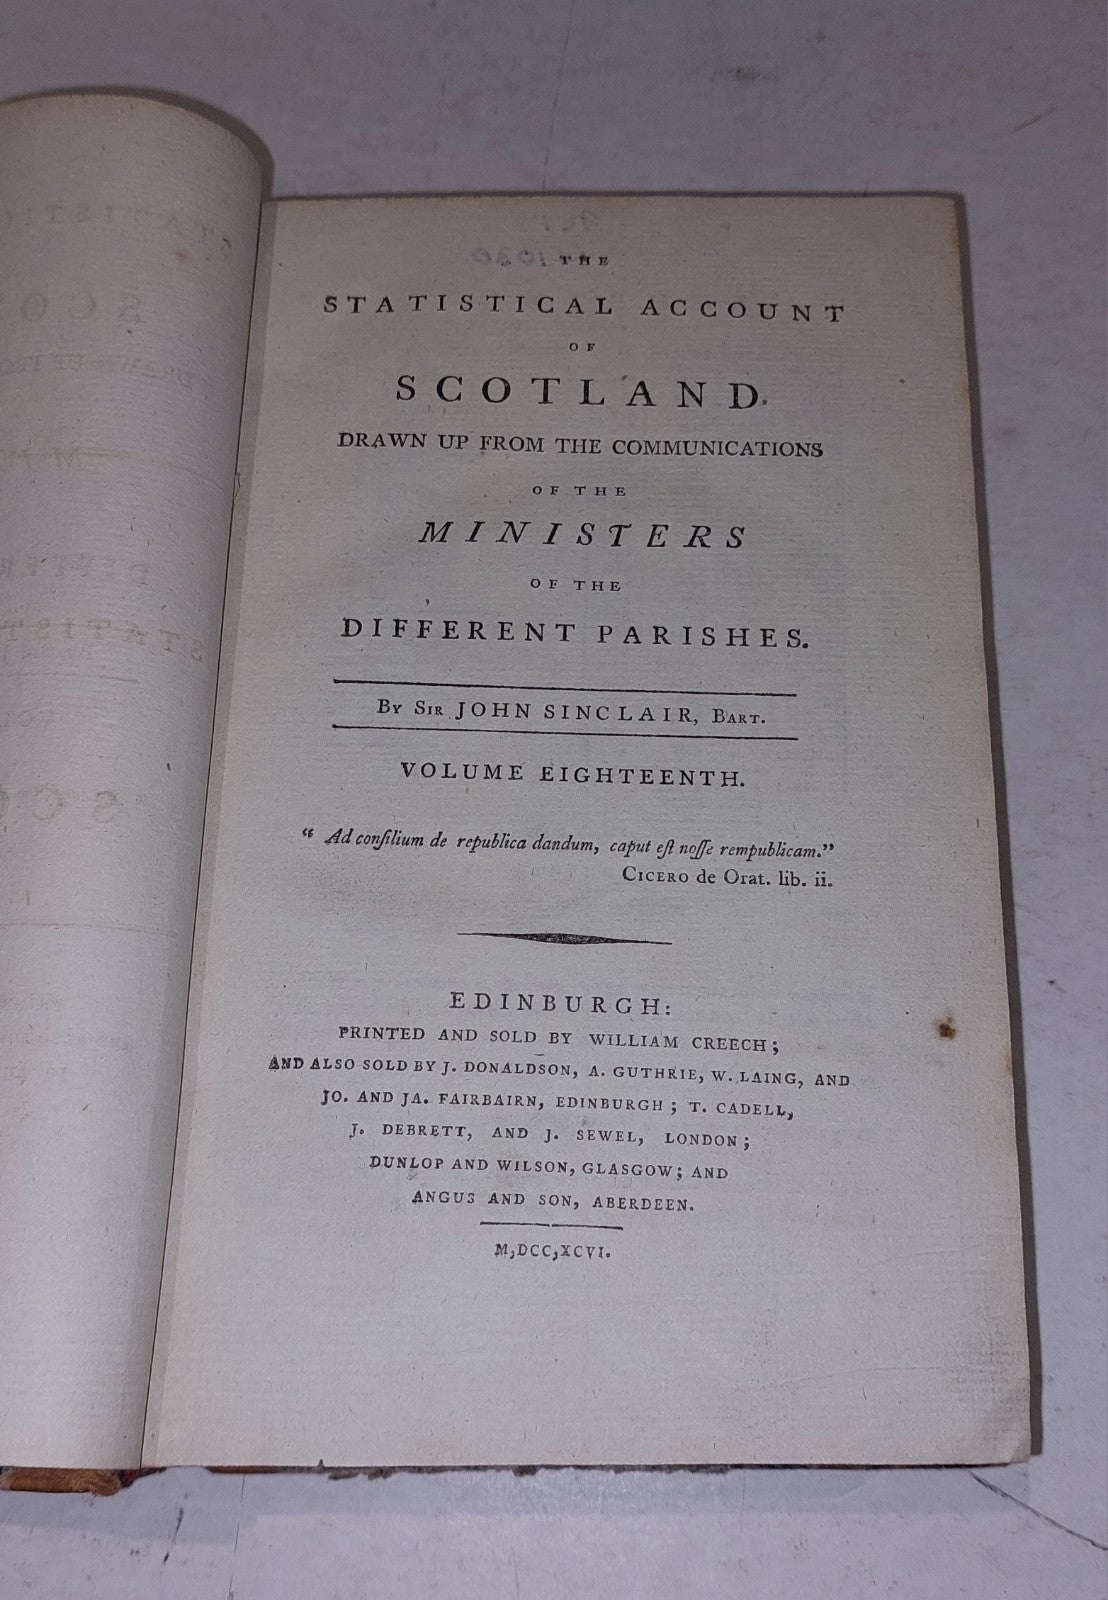 THE
STATISTICAL ACCOUNT
OF
SCOTLAND.
DRAWN UP FROM THE COMMUNICATIONS
OF THE
MINISTERS
OF THE
DIFFERENT PARISHES.
BY SIR JOHN SINCLAIR, BART.
VOLUME EIGHTEENTH.
“ Ad conſilium de republica dandum, caput eſt noſſe rempublicam.”
CICERO de Orat. lib. ii.
EDINBURGH:
PRINTED AND SOLD BY WILLIAM CREECH;
AND ALSO SOLD BY J. DONALDSON, A. GUTHRIE, W. LAING, AND
JO. AND JA. FAIRBAIRN, EDINBURGH; T. CADELL,
J. DEBRETT, AND J. SEWEL, LONDON;
DUNLOP AND WILSON, GLASGOW; AND
ANGUS AND SON, ABERDEEN.
M,DCC,XCVI.